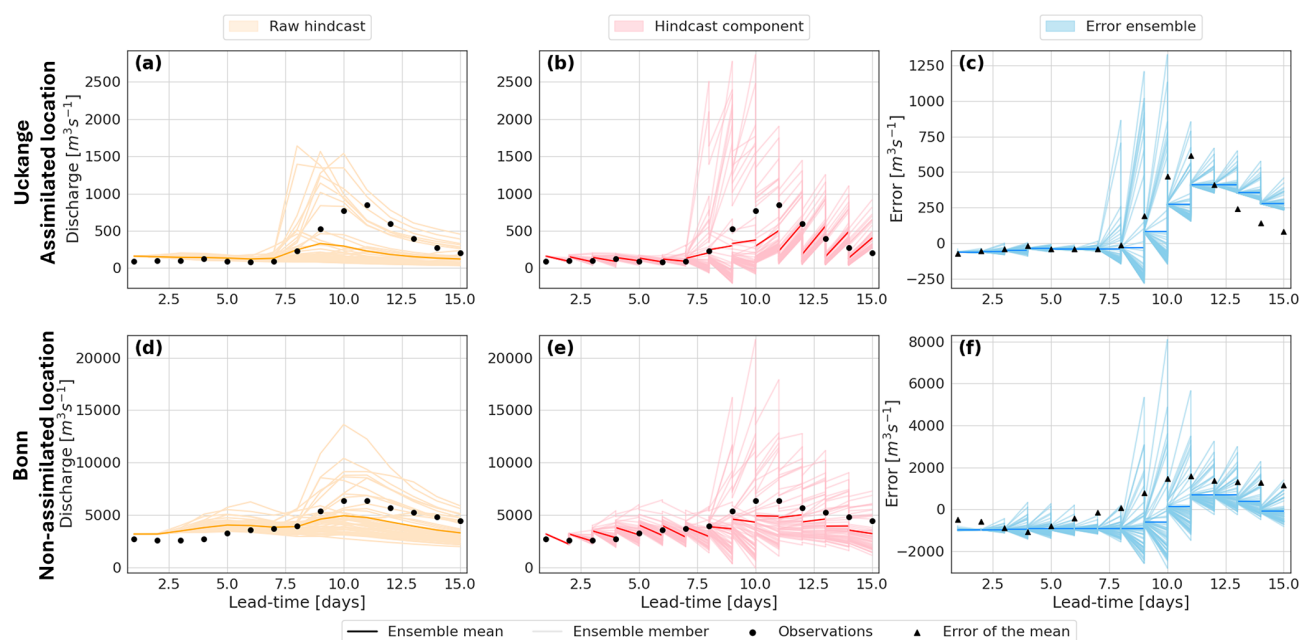 Raw hindcast
Hindcast component
Error ensemble
Uckange
Assimilated location
Discharge [m³s⁻¹]
(a)
2500
2000
1500
1000
500
0
2.5 5.0 7.5 10.0 12.5 15.0
(b)
2500
2000
1500
1000
500
0
2.5 5.0 7.5 10.0 12.5 15.0
Error [m³s⁻¹]
(c)
1250
1000
750
500
250
0
−250
2.5 5.0 7.5 10.0 12.5 15.0
Bonn
Non-assimilated location
Discharge [m³s⁻¹]
(d)
20000
15000
10000
5000
0
2.5 5.0 7.5 10.0 12.5 15.0
Lead-time [days]
(e)
20000
15000
10000
5000
0
2.5 5.0 7.5 10.0 12.5 15.0
Lead-time [days]
Error [m³s⁻¹]
(f)
8000
6000
4000
2000
0
−2000
2.5 5.0 7.5 10.0 12.5 15.0
Lead-time [days]
Ensemble mean
Ensemble member
Observations
Error of the mean